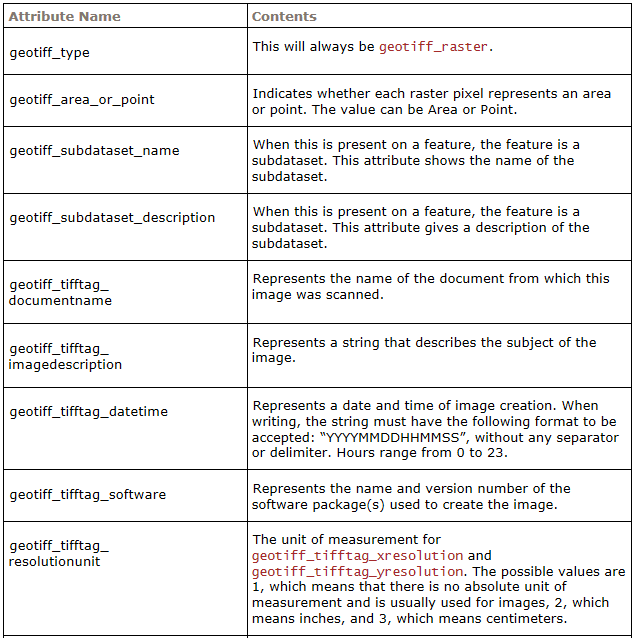 Attribute Name
Contents
geotiff_type
This will always be geotiff_raster.
geotiff_area_or_point
Indicates whether each raster pixel represents an area
or point. The value can be Area or Point.
geotiff_subdataset_name
When this is present on a feature, the feature is a
subdataset. This attribute shows the name of the
subdataset.
geotiff_subdataset_description
When this is present on a feature, the feature is a
subdataset. This attribute gives a description of the
subdataset.
geotiff_tifftag_
documentname
Represents the name of the document from which this
image was scanned.
geotiff_tifftag_
imagedescription
Represents a string that describes the subject of the
image.
geotiff_tifftag_datetime
Represents a date and time of image creation. When
writing, the string must have the following format to be
accepted: “YYYYMMDDHHMMSS”, without any separator
or delimiter. Hours range from 0 to 23.
geotiff_tifftag_software
Represents the name and version number of the
software package(s) used to create the image.
geotiff_tifftag_
resolutionunit
The unit of measurement for
geotiff_tifftag_xresolution and
geotiff_tifftag_yresolution. The possible values are
1, which means that there is no absolute unit of
measurement and is usually used for images, 2, which
means inches, and 3, which means centimeters.